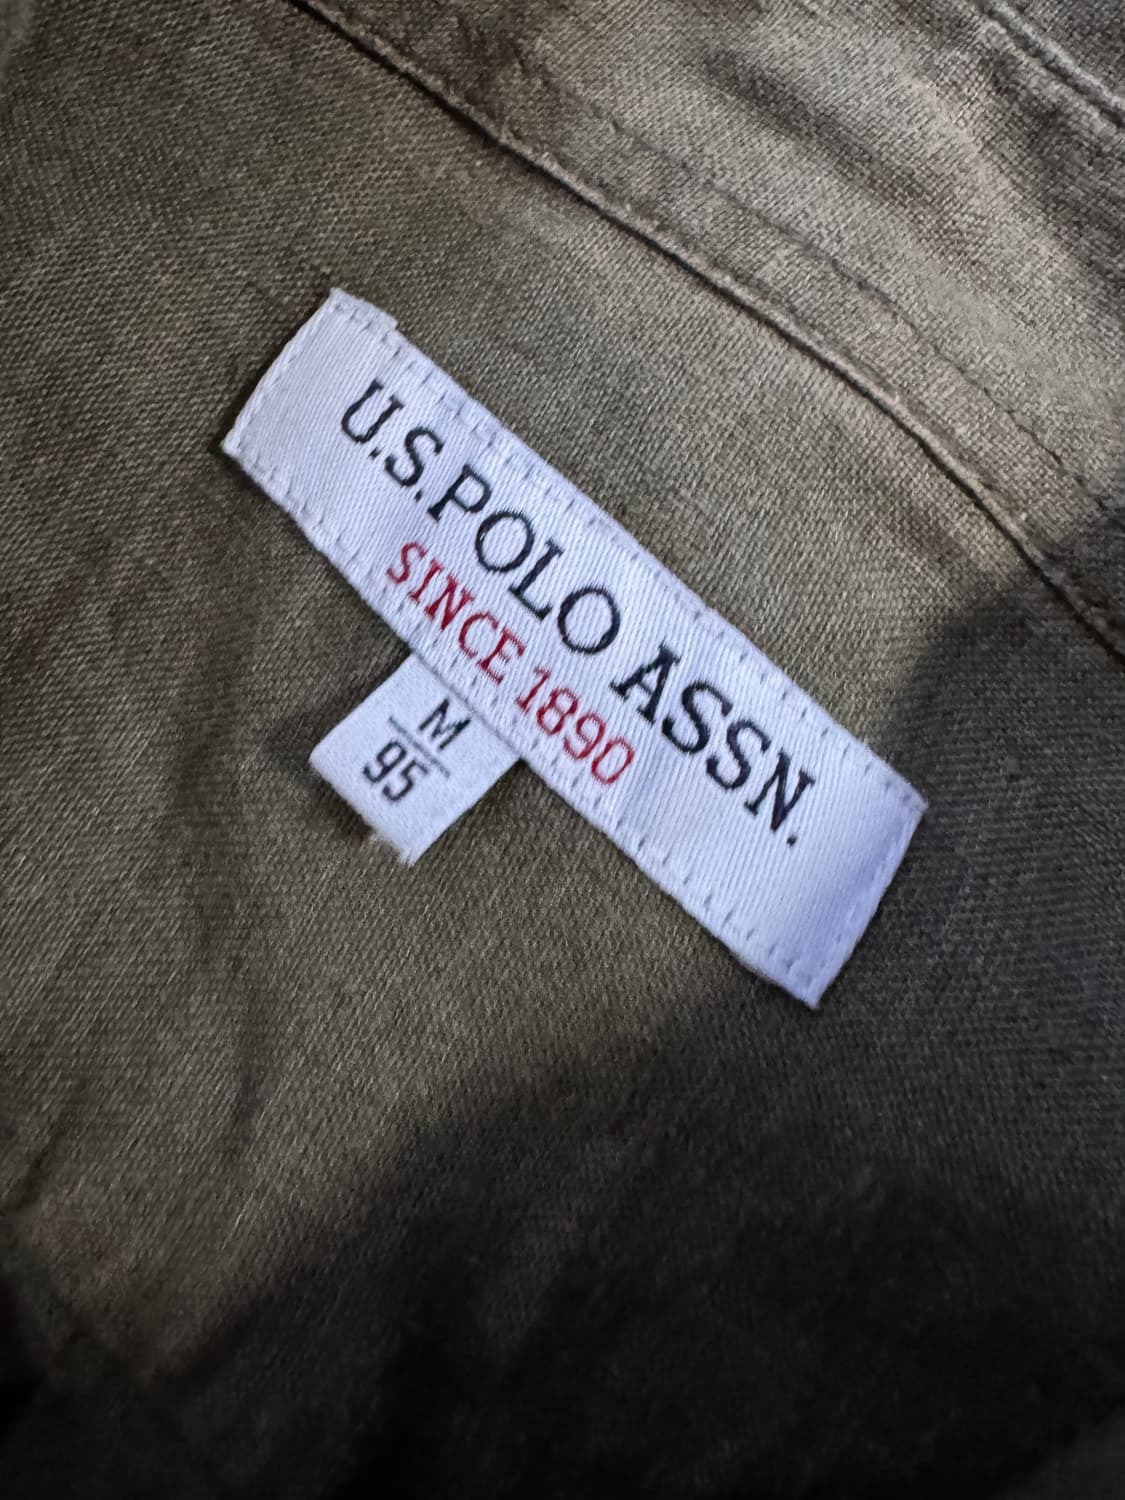 U.S.POLO ASSN.
SINCE 1890
M
95